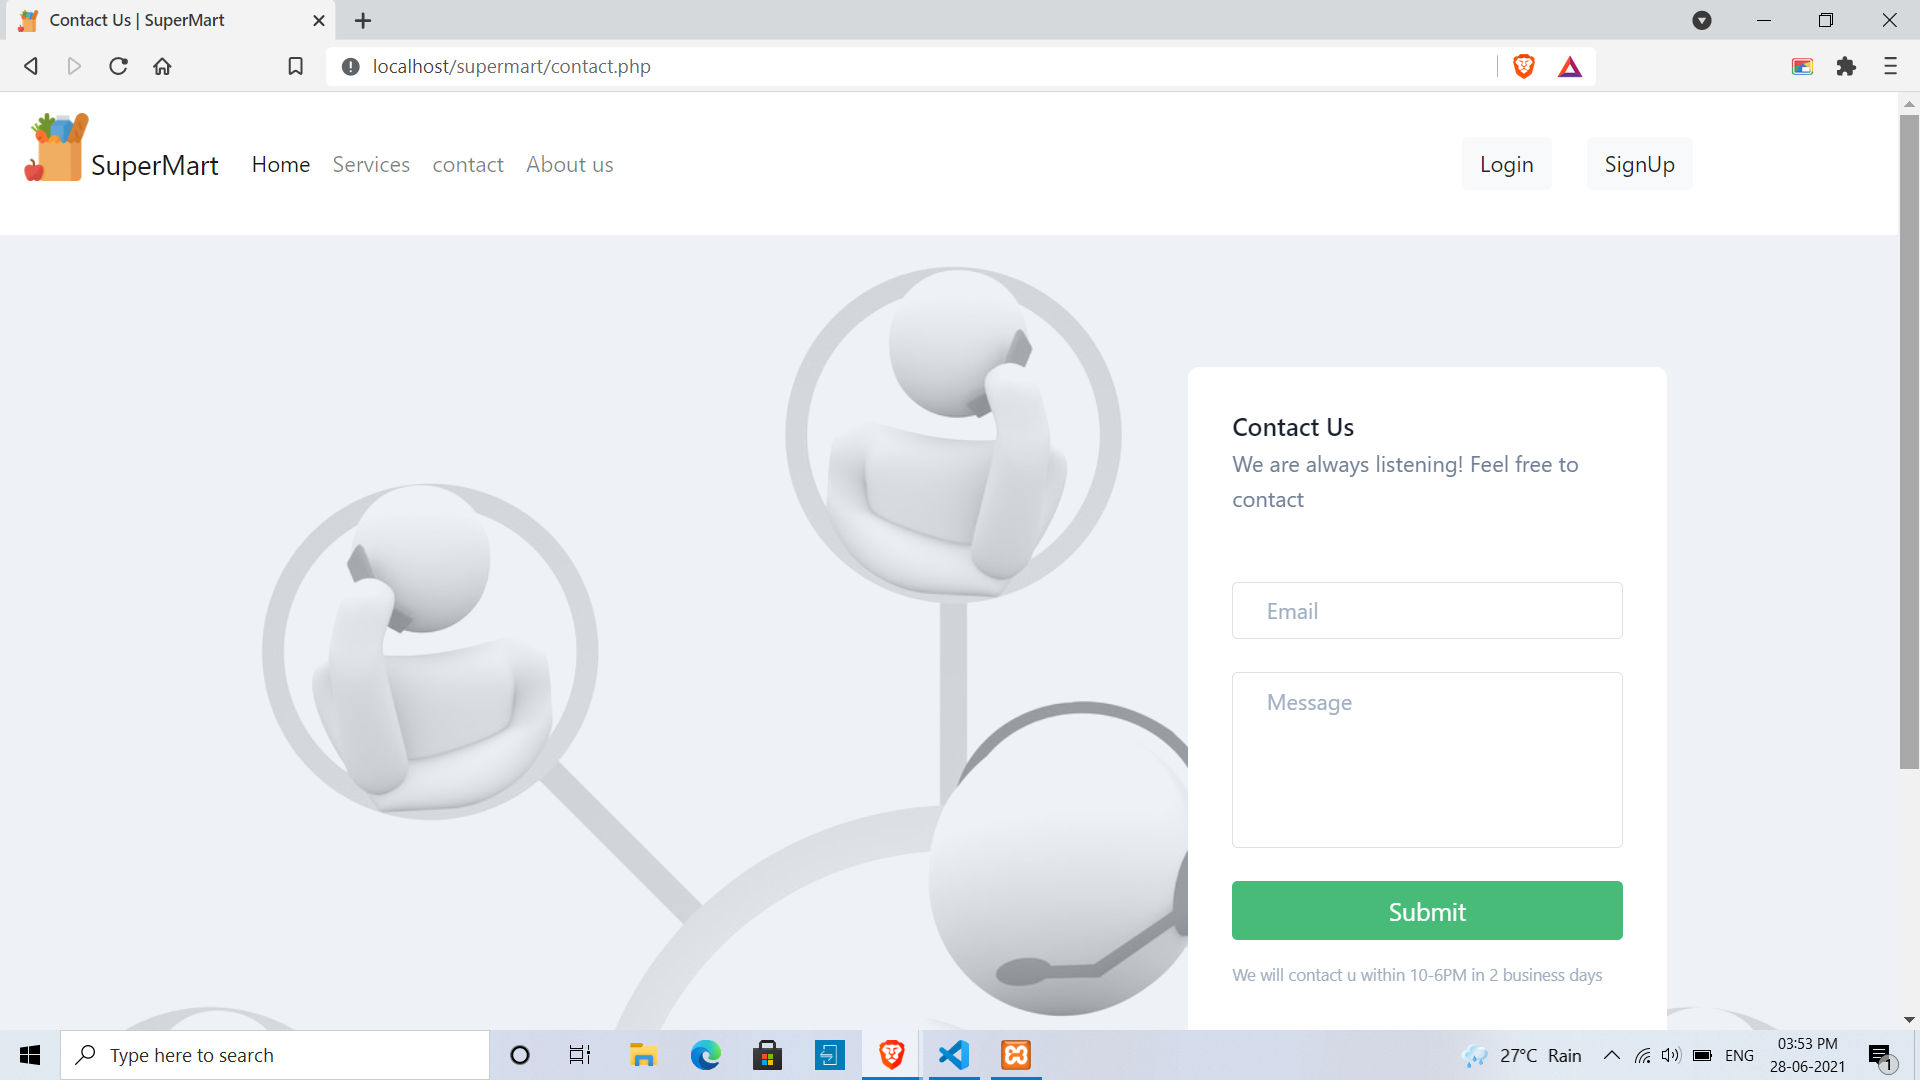 Contact Us | SuperMart
localhost/supermart/contact.php
SuperMart Home Services contact About us Login SignUp
Contact Us
We are always listening! Feel free to
contact
Email
Message
Submit
We will contact u within 10-6PM in 2 business days
Type here to search
27°C Rain
ENG
03:53 PM
28-06-2021
1